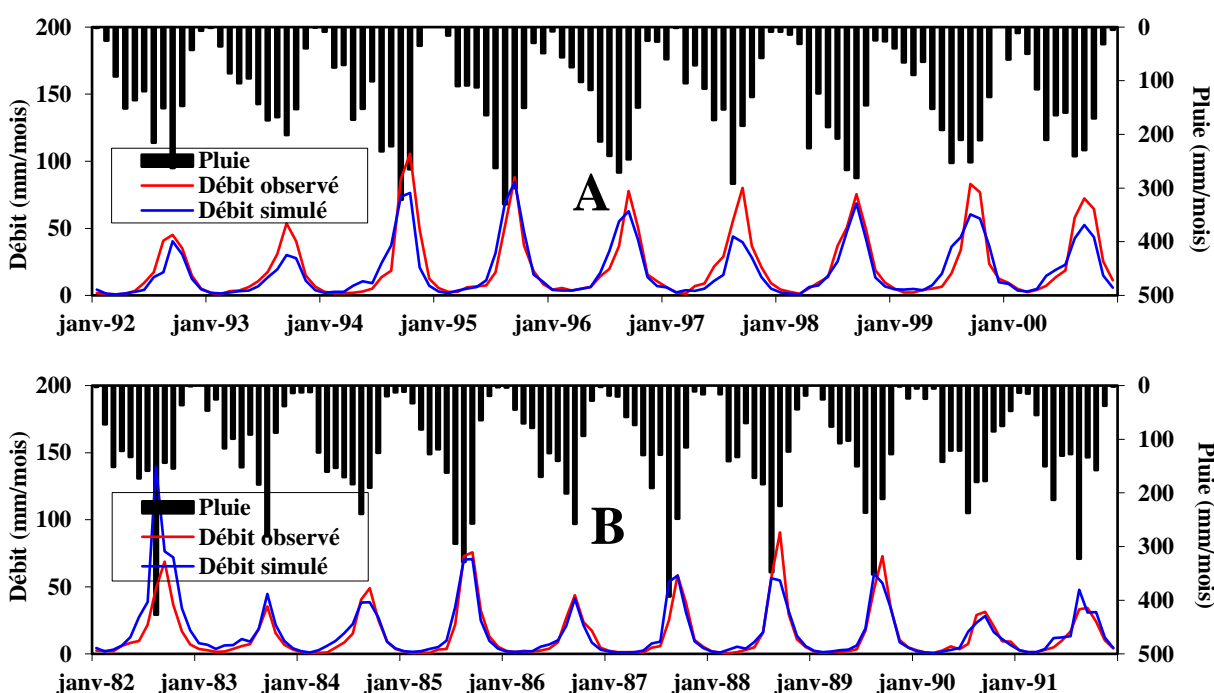 200
150
100
50
0
Débit (mm/mois)
0
100
200
300
400
500
Pluie (mm/mois)
Pluie
Débit observé
Débit simulé
A
janv-92 janv-93 janv-94 janv-95 janv-96 janv-97 janv-98 janv-99 janv-00
200
150
100
50
0
Débit (mm/mois)
0
100
200
300
400
500
Pluie (mm/mois)
Pluie
Débit observé
Débit simulé
B
janv-82 janv-83 janv-84 janv-85 janv-86 janv-87 janv-88 janv-89 janv-90 janv-91